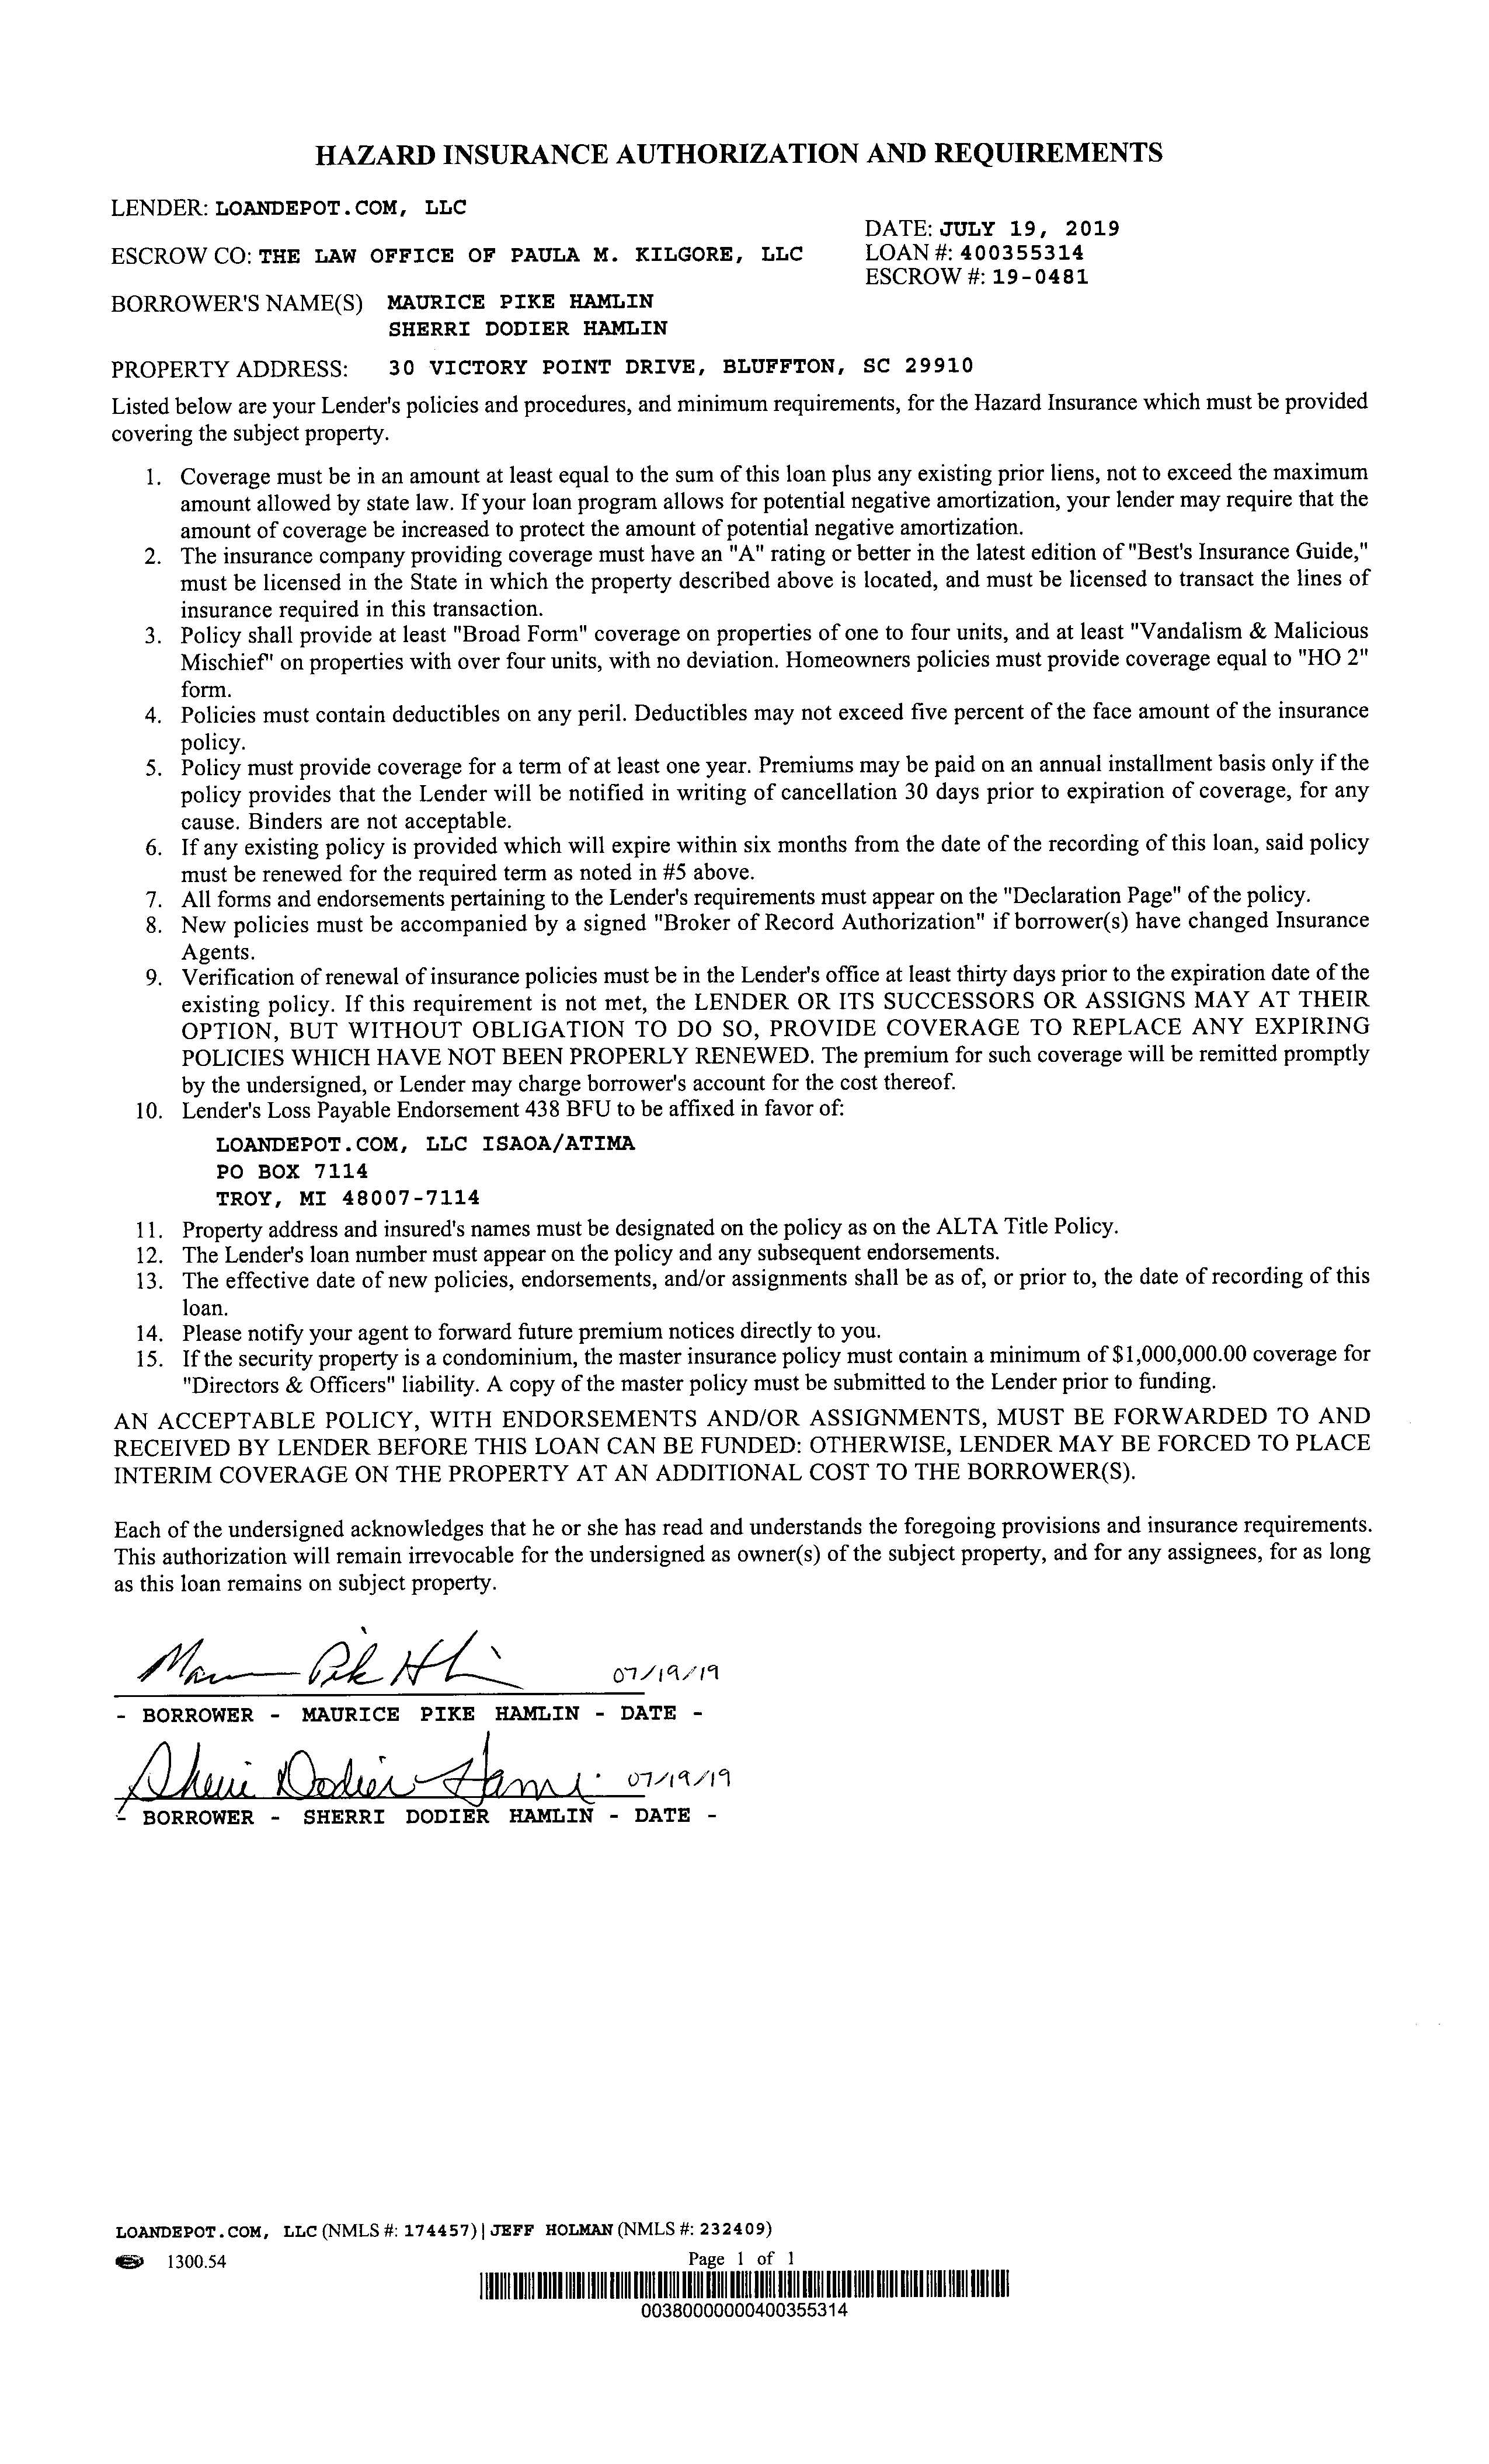 HAZARD INSURANCE AUTHORIZATION AND REQUIREMENTS
LENDER: LOANDEPOT.COM, LLC
DATE: JULY 19, 2019
ESCROW CO: THE LAW OFFICE OF PAULA M. KILGORE, LLC
LOAN #: 400355314
ESCROW #: 19-0481
BORROWER'S NAME(S) MAURICE PIKE HAMLIN
SHERRI DODIER HAMLIN
PROPERTY ADDRESS: 30 VICTORY POINT DRIVE, BLUFFTON, SC 29910
Listed below are your Lender's policies and procedures, and minimum requirements, for the Hazard Insurance which must be provided
covering the subject property.
1. Coverage must be in an amount at least equal to the sum of this loan plus any existing prior liens, not to exceed the maximum
amount allowed by state law. If your loan program allows for potential negative amortization, your lender may require that the
amount of coverage be increased to protect the amount of potential negative amortization.
2. The insurance company providing coverage must have an "A" rating or better in the latest edition of "Best's Insurance Guide,"
must be licensed in the State in which the property described above is located, and must be licensed to transact the lines of
insurance required in this transaction.
3. Policy shall provide at least "Broad Form" coverage on properties of one to four units, and at least "Vandalism & Malicious
Mischief" on properties with over four units, with no deviation. Homeowners policies must provide coverage equal to "HO 2"
form.
4. Policies must contain deductibles on any peril. Deductibles may not exceed five percent of the face amount of the insurance
policy.
5. Policy must provide coverage for a term of at least one year. Premiums may be paid on an annual installment basis only if the
policy provides that the Lender will be notified in writing of cancellation 30 days prior to expiration of coverage, for any
cause. Binders are not acceptable.
6. If any existing policy is provided which will expire within six months from the date of the recording of this loan, said policy
must be renewed for the required term as noted in #5 above.
7. All forms and endorsements pertaining to the Lender's requirements must appear on the "Declaration Page" of the policy.
8. New policies must be accompanied by a signed "Broker of Record Authorization" if borrower(s) have changed Insurance
Agents.
9. Verification of renewal of insurance policies must be in the Lender's office at least thirty days prior to the expiration date of the
existing policy. If this requirement is not met, the LENDER OR ITS SUCCESSORS OR ASSIGNS MAY AT THEIR
OPTION, BUT WITHOUT OBLIGATION TO DO SO, PROVIDE COVERAGE TO REPLACE ANY EXPIRING
POLICIES WHICH HAVE NOT BEEN PROPERLY RENEWED. The premium for such coverage will be remitted promptly
by the undersigned, or Lender may charge borrower's account for the cost thereof.
10. Lender's Loss Payable Endorsement 438 BFU to be affixed in favor of:
LOANDEPOT.COM, LLC ISAOA/ATIMA
PO BOX 7114
TROY, MI 48007-7114
11. Property address and insured's names must be designated on the policy as on the ALTA Title Policy.
12. The Lender's loan number must appear on the policy and any subsequent endorsements.
13. The effective date of new policies, endorsements, and/or assignments shall be as of, or prior to, the date of recording of this
loan.
14. Please notify your agent to forward future premium notices directly to you.
15. If the security property is a condominium, the master insurance policy must contain a minimum of $1,000,000.00 coverage for
"Directors & Officers" liability. A copy of the master policy must be submitted to the Lender prior to funding.
AN ACCEPTABLE POLICY, WITH ENDORSEMENTS AND/OR ASSIGNMENTS, MUST BE FORWARDED TO AND
RECEIVED BY LENDER BEFORE THIS LOAN CAN BE FUNDED: OTHERWISE, LENDER MAY BE FORCED TO PLACE
INTERIM COVERAGE ON THE PROPERTY AT AN ADDITIONAL COST TO THE BORROWER(S).
Each of the undersigned acknowledges that he or she has read and understands the foregoing provisions and insurance requirements.
This authorization will remain irrevocable for the undersigned as owner(s) of the subject property, and for any assignees, for as long
as this loan remains on subject property.
07/19/19
- BORROWER - MAURICE PIKE HAMLIN - DATE -
Sherri Dodier 07/19/19
- BORROWER - SHERRI DODIER HAMLIN - DATE -
LOANDEPOT.COM, LLC (NMLS #: 174457) | JEFF HOLMAN (NMLS #: 232409)
1300.54
Page 1 of 1
00380000000400355314